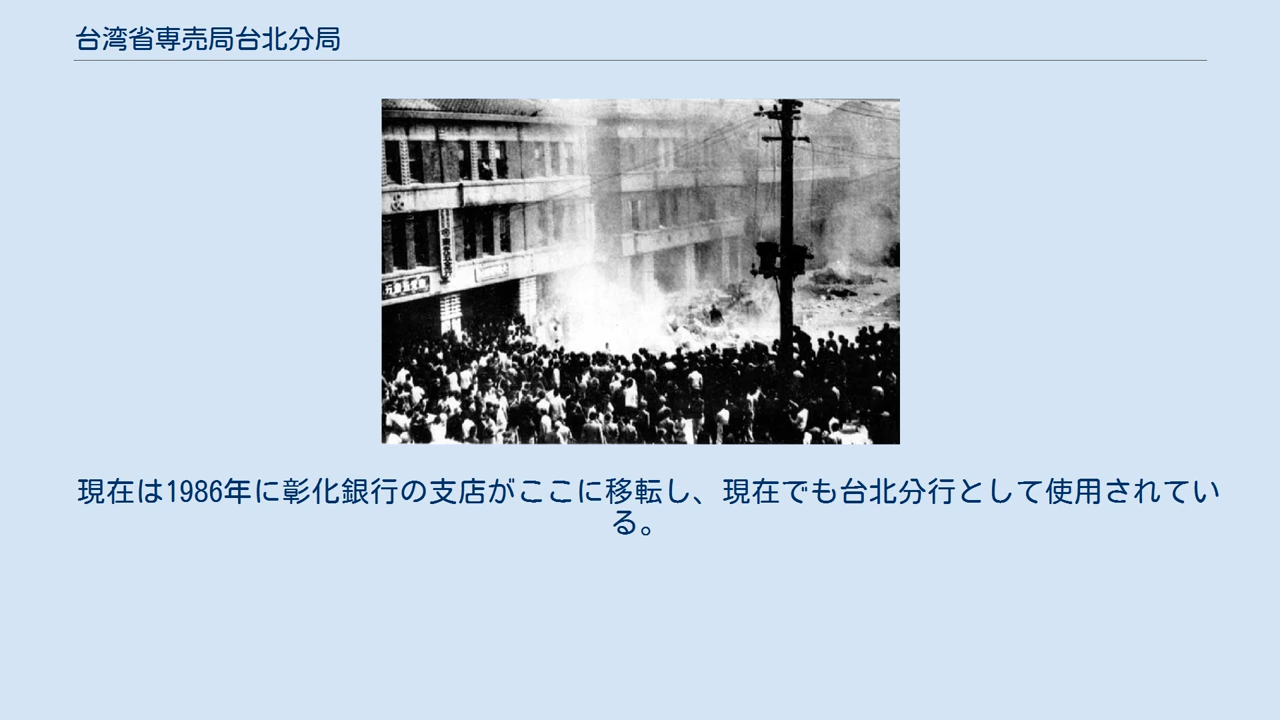 台湾省専売局台北分局
現在は1986年に彰化銀行の支店がここに移転し、現在でも台北分行として使用されてい
る。